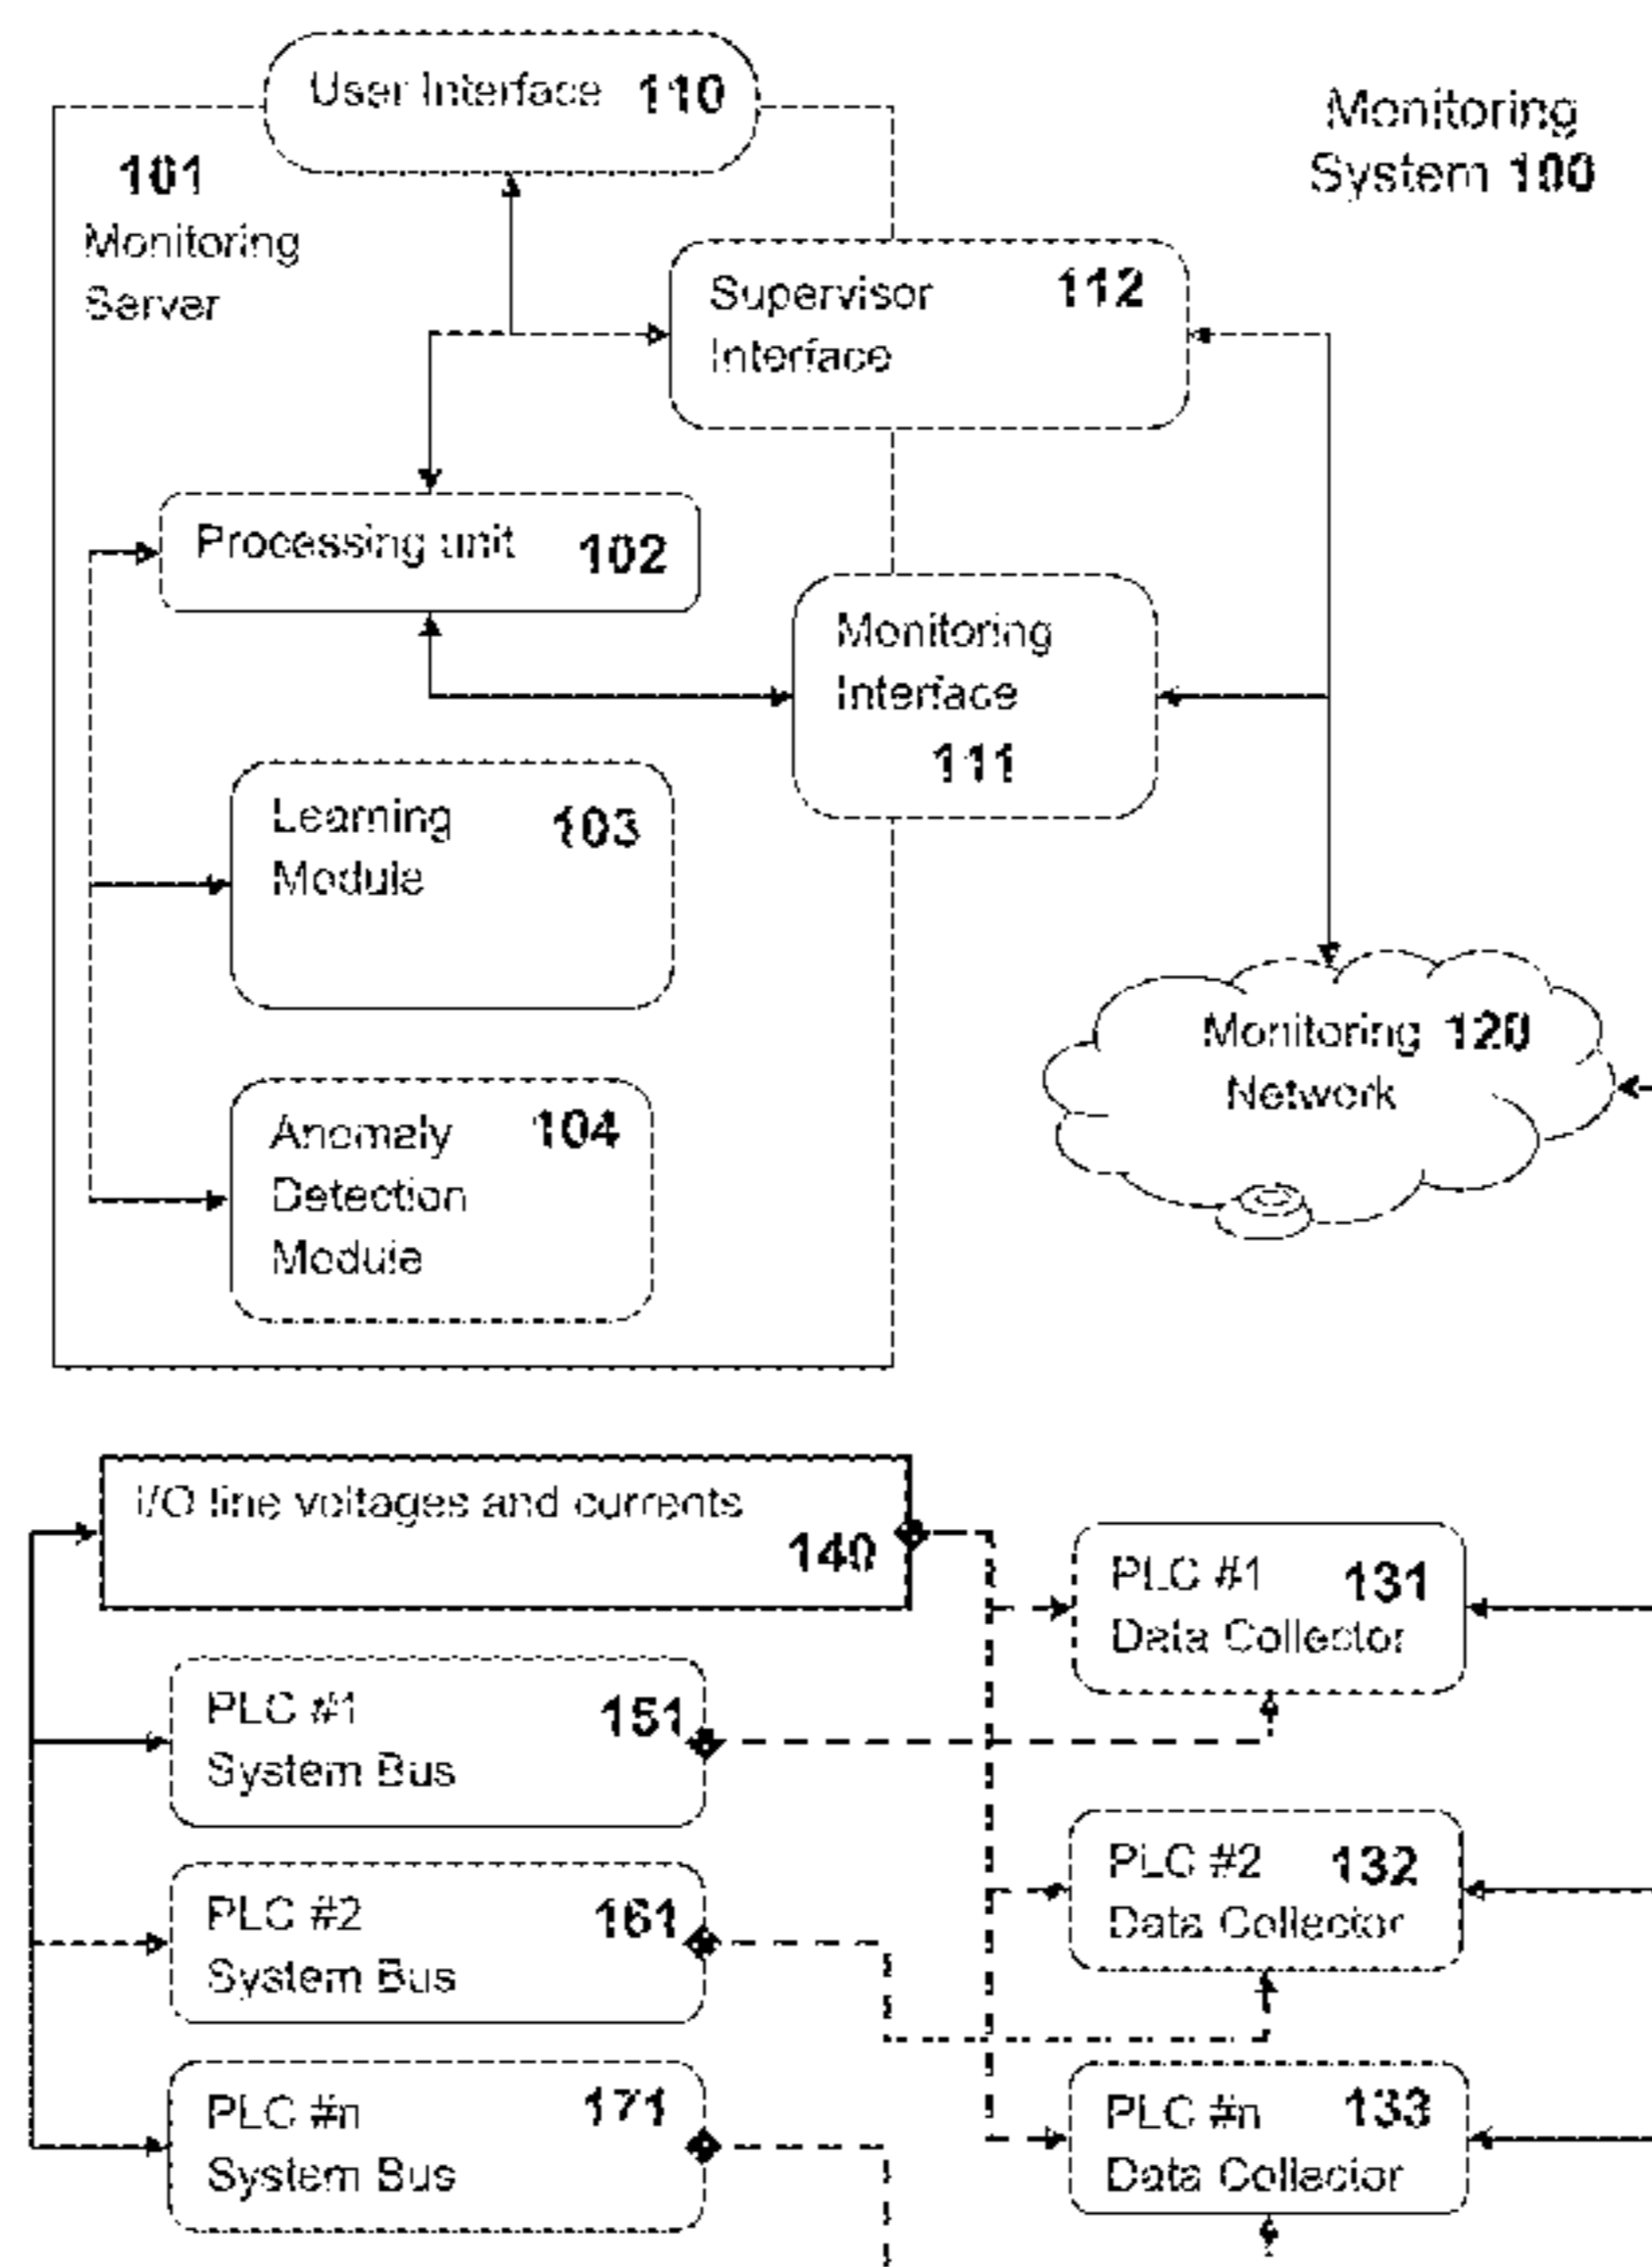 User Interface 110
Monitoring
System 100
101
Monitoring
Server
Supervisor 112
Interface
Processing unit 102
Monitoring
Interface
111
Learning 103
Module
Monitoring 120
Network
Anomaly 104
Detection
Module
I/O line voltages and currents
140
PLC #1 131
Data Collector
PLC #1 151
System Bus
PLC #2 132
Data Collector
PLC #2 161
System Bus
PLC #n 133
Data Collector
PLC #n 171
System Bus